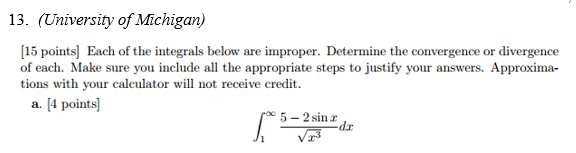 13. (University of Michigan)
[15 points] Each of the integrals below are improper. Determine the convergence or divergence
of each. Make sure you include all the appropriate steps to justify your answers. Approxima-
tions with your calculator will not receive credit.
a. [4 points]
∫₁^∞ (5 − 2 sin x)/√(x³) dx